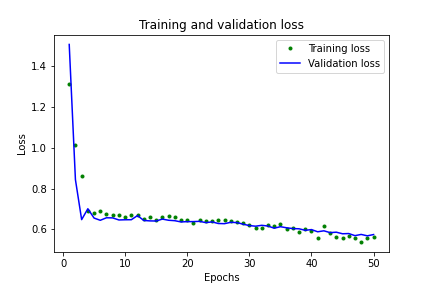 Training and validation loss
Training loss
Validation loss
Loss
1.4
1.2
1.0
0.8
0.6
0 10 20 30 40 50
Epochs